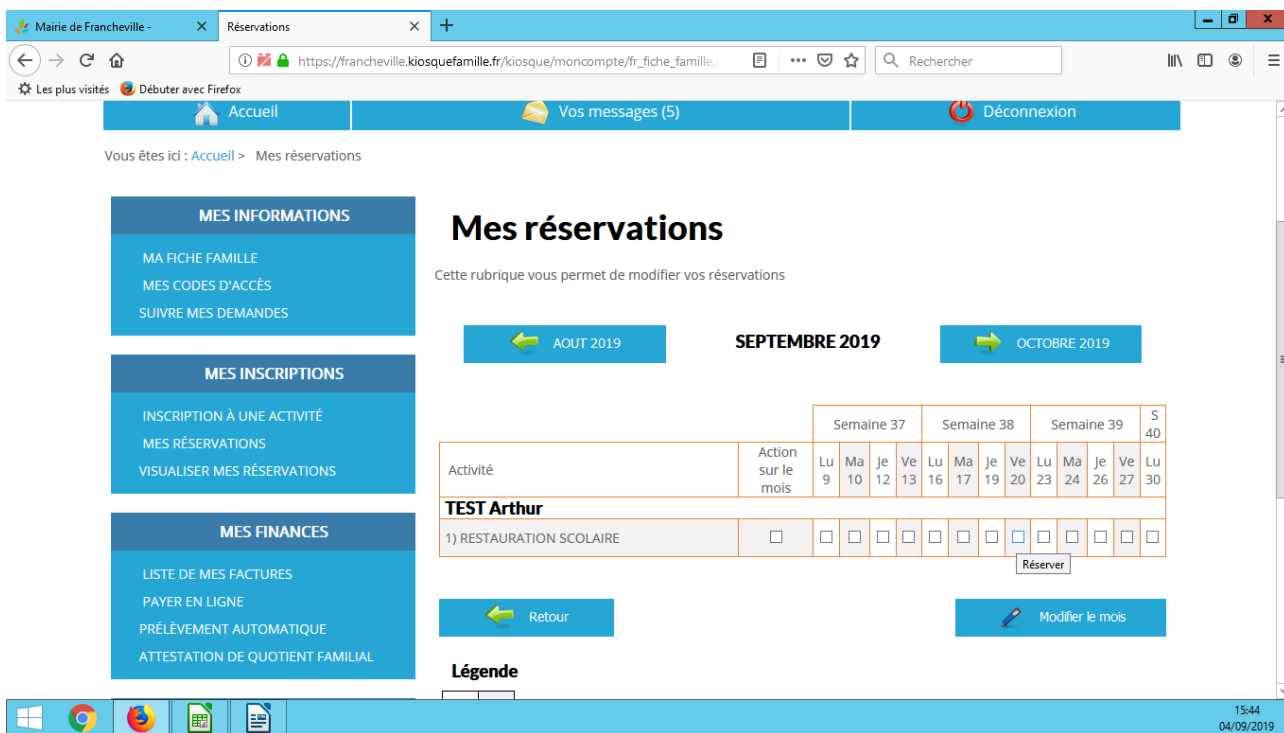 Mairie de Francheville -
Réservations
https://francheville.kiosquefamille.fr/kiosque/moncompte/fr_fiche_famille.
Rechercher
Les plus visités
Débuter avec Firefox
Accueil
Vos messages (5)
Déconnexion
Vous êtes ici : Accueil > Mes réservations
MES INFORMATIONS
MA FICHE FAMILLE
MES CODES D'ACCÈS
SUIVRE MES DEMANDES
MES INSCRIPTIONS
INSCRIPTION À UNE ACTIVITÉ
MES RÉSERVATIONS
VISUALISER MES RÉSERVATIONS
MES FINANCES
LISTE DE MES FACTURES
PAYER EN LIGNE
PRÉLÈVEMENT AUTOMATIQUE
ATTESTATION DE QUOTIENT FAMILIAL
Mes réservations
Cette rubrique vous permet de modifier vos réservations
AOUT 2019
SEPTEMBRE 2019
OCTOBRE 2019
Semaine 37 Semaine 38 Semaine 39 S 40
Activité
Action sur le mois
Lu Ma Je Ve Lu Ma Je Ve Lu Ma Je Ve Lu
9 10 12 13 16 17 19 20 23 24 26 27 30
TEST Arthur
1) RESTAURATION SCOLAIRE
Réserver
Retour
Modifier le mois
Légende
15:44
04/09/2019